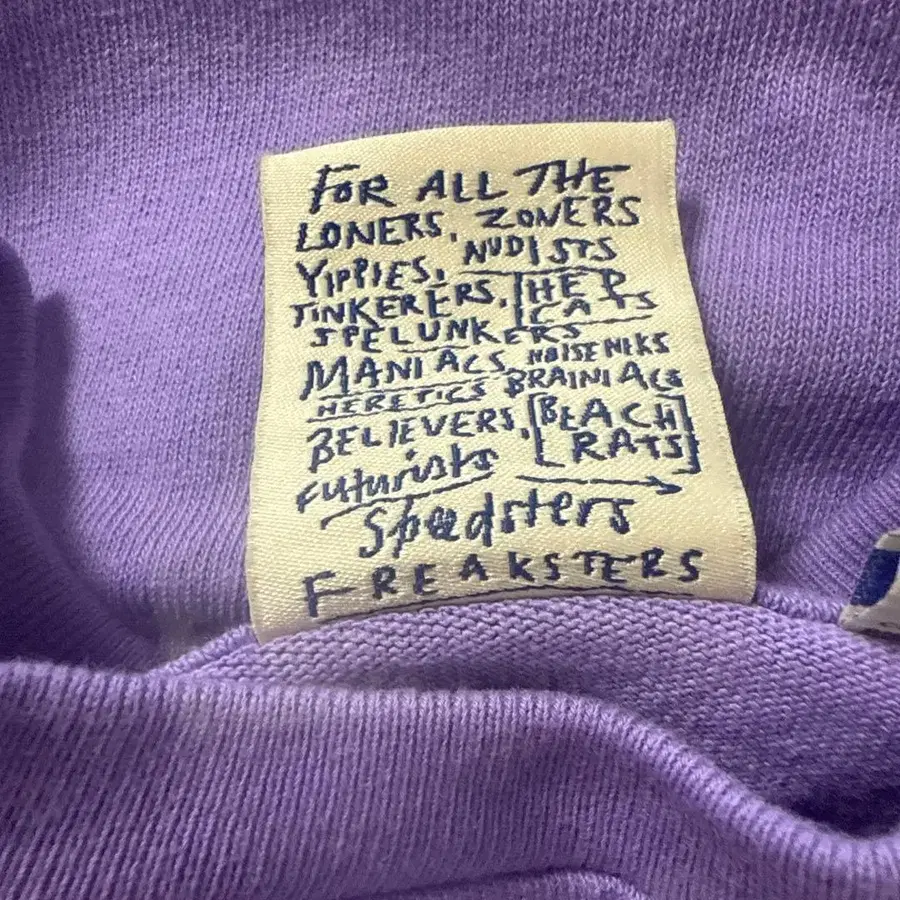 FOR ALL THE
LONERS, ZONERS
YIPPIES, NUDISTS
TINKERERS, [HEP
CATS
SPELUNKERS
MANIACS, NOISENIKS
HERETICS BRAINIACS
BELIEVERS, [BEACH
RATS]
futurists
Speedsters
FREAKSTERS